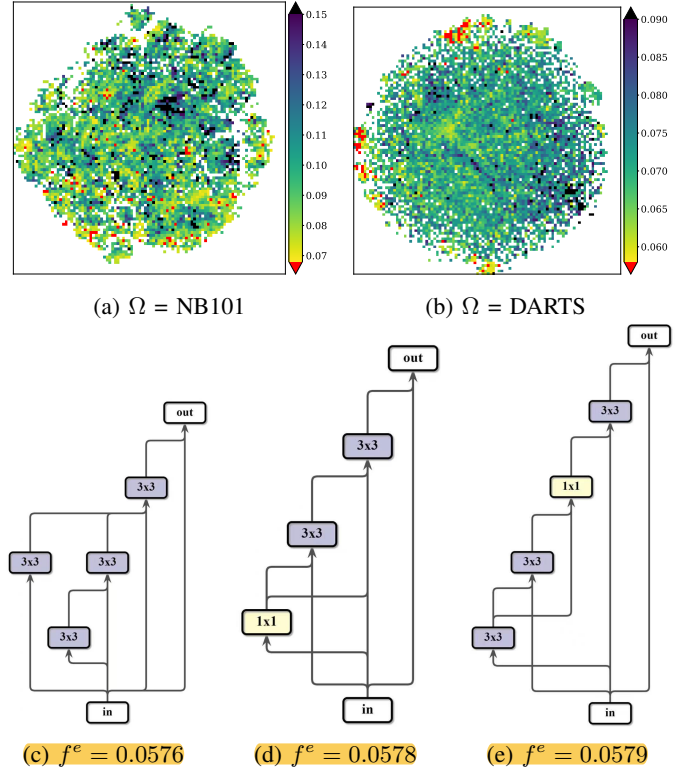 0.15
0.14
0.13
0.12
0.11
0.10
0.09
0.08
0.07
0.090
0.085
0.080
0.075
0.070
0.065
0.060
(a) Ω = NB101
(b) Ω = DARTS
out
3x3
3x3
3x3
3x3
in
out
3x3
3x3
1x1
in
out
3x3
1x1
3x3
3x3
in
(c) fᵉ = 0.0576
(d) fᵉ = 0.0578
(e) fᵉ = 0.0579